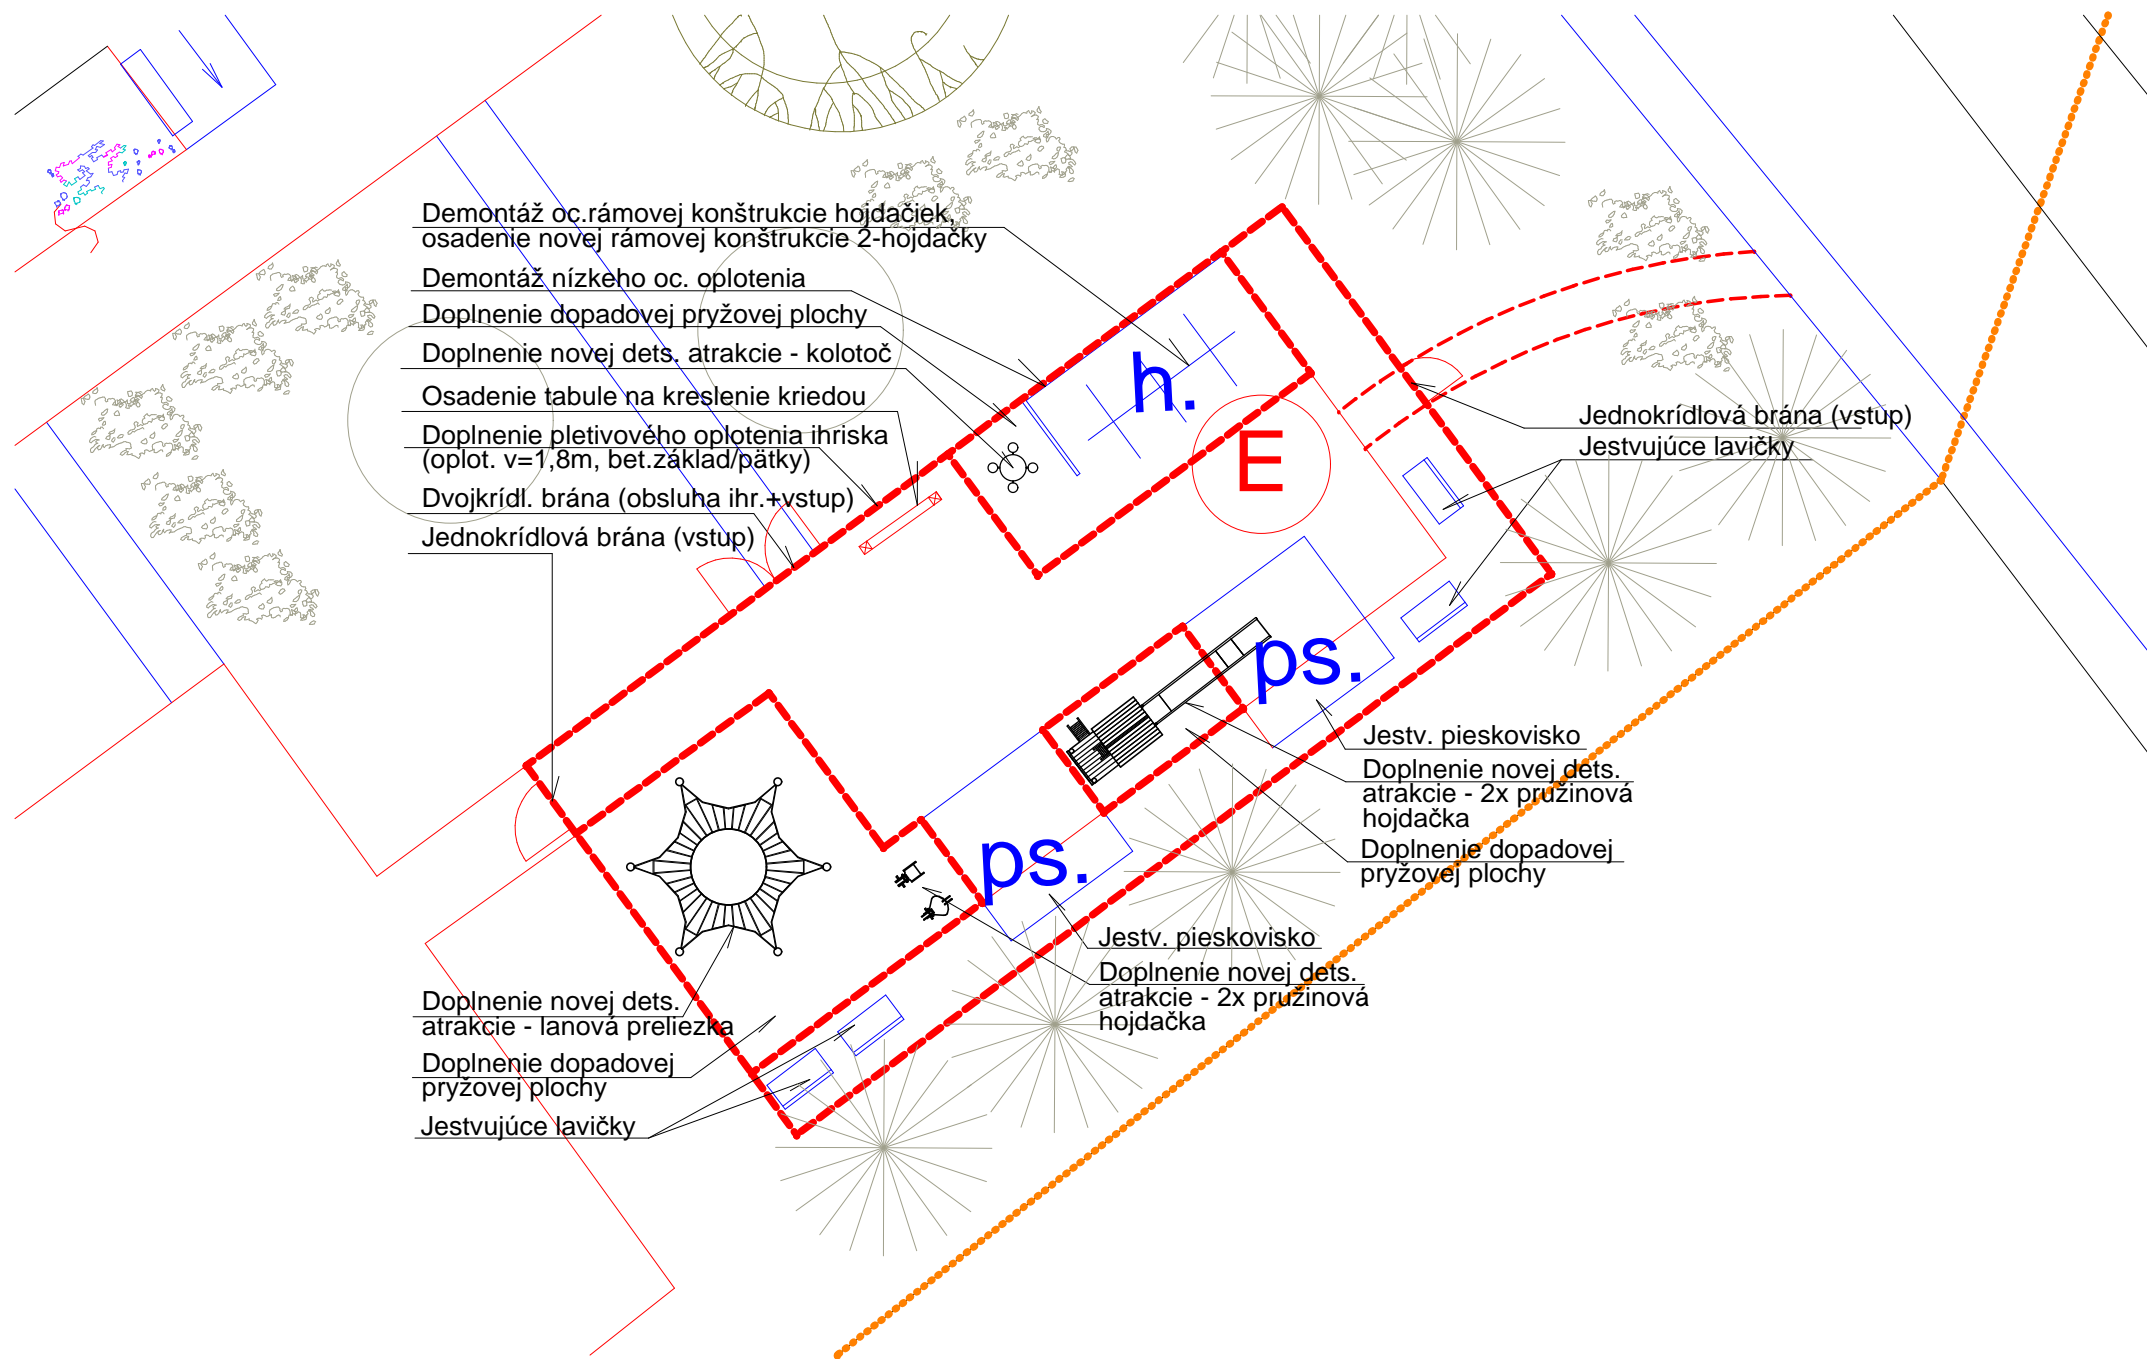 Demontáž oc.rámovej konštrukcie hojdačiek,
osadenie novej rámovej konštrukcie 2-hojdačky
Demontáž nízkeho oc. oplotenia
Doplnenie dopadovej pryžovej plochy
Doplnenie novej dets. atrakcie - kolotoč
Osadenie tabule na kreslenie kriedou
Doplnenie pletivového oplotenia ihriska
(oplot. v=1,8m, bet.základ/pätky)
Dvojkrídl. brána (obsluha ihr.+vstup)
Jednokrídlová brána (vstup)
h.
E
Jednokrídlová brána (vstup)
Jestvujúce lavičky
ps.
Jestv. pieskovisko
Doplnenie novej dets.
atrakcie - 2x pružinová
hojdačka
Doplnenie dopadovej
pryžovej plochy
ps.
Jestv. pieskovisko
Doplnenie novej dets.
atrakcie - 2x pružinová
hojdačka
Doplnenie novej dets.
atrakcie - lanová preliezka
Doplnenie dopadovej
pryžovej plochy
Jestvujúce lavičky